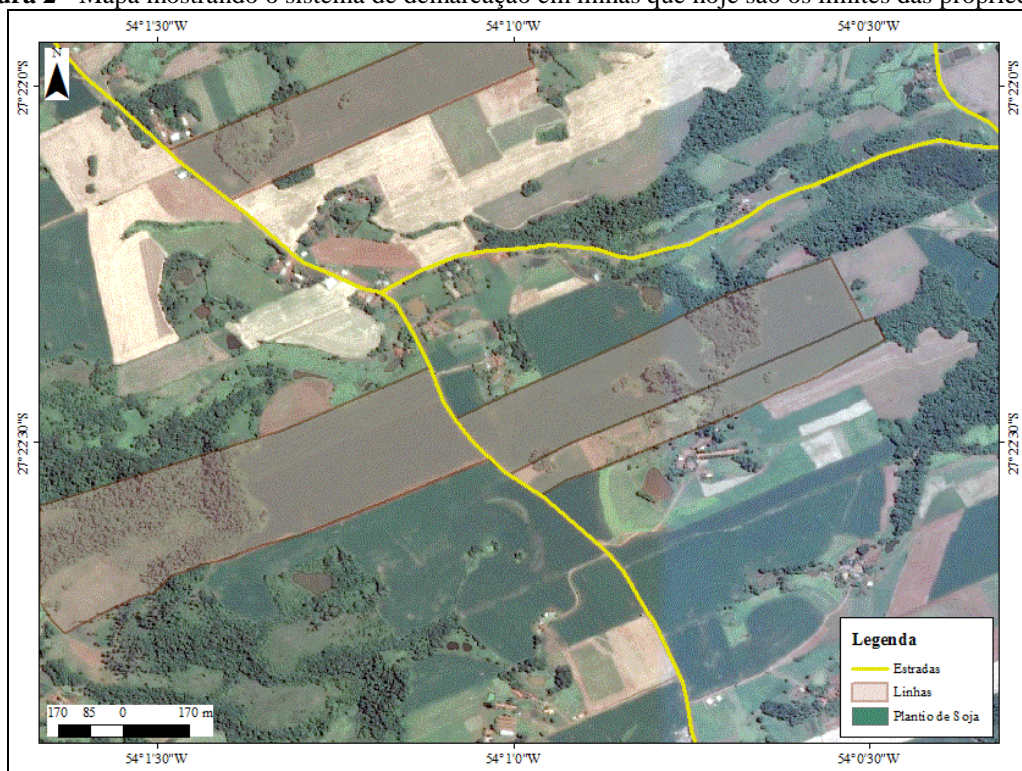 ura 2 - Mapa mostrando o sistema de demarcação em linhas que hoje são os limites das
54°1'30"W 54°1'0"W 54°0'30"W
N
27°22'0"S 27°22'0"S
27°22'30"S 27°22'30"S
Legenda
Estradas
Linhas
Plantio de Soja
170 85 0 170 m
54°1'30"W 54°1'0"W 54°0'30"W